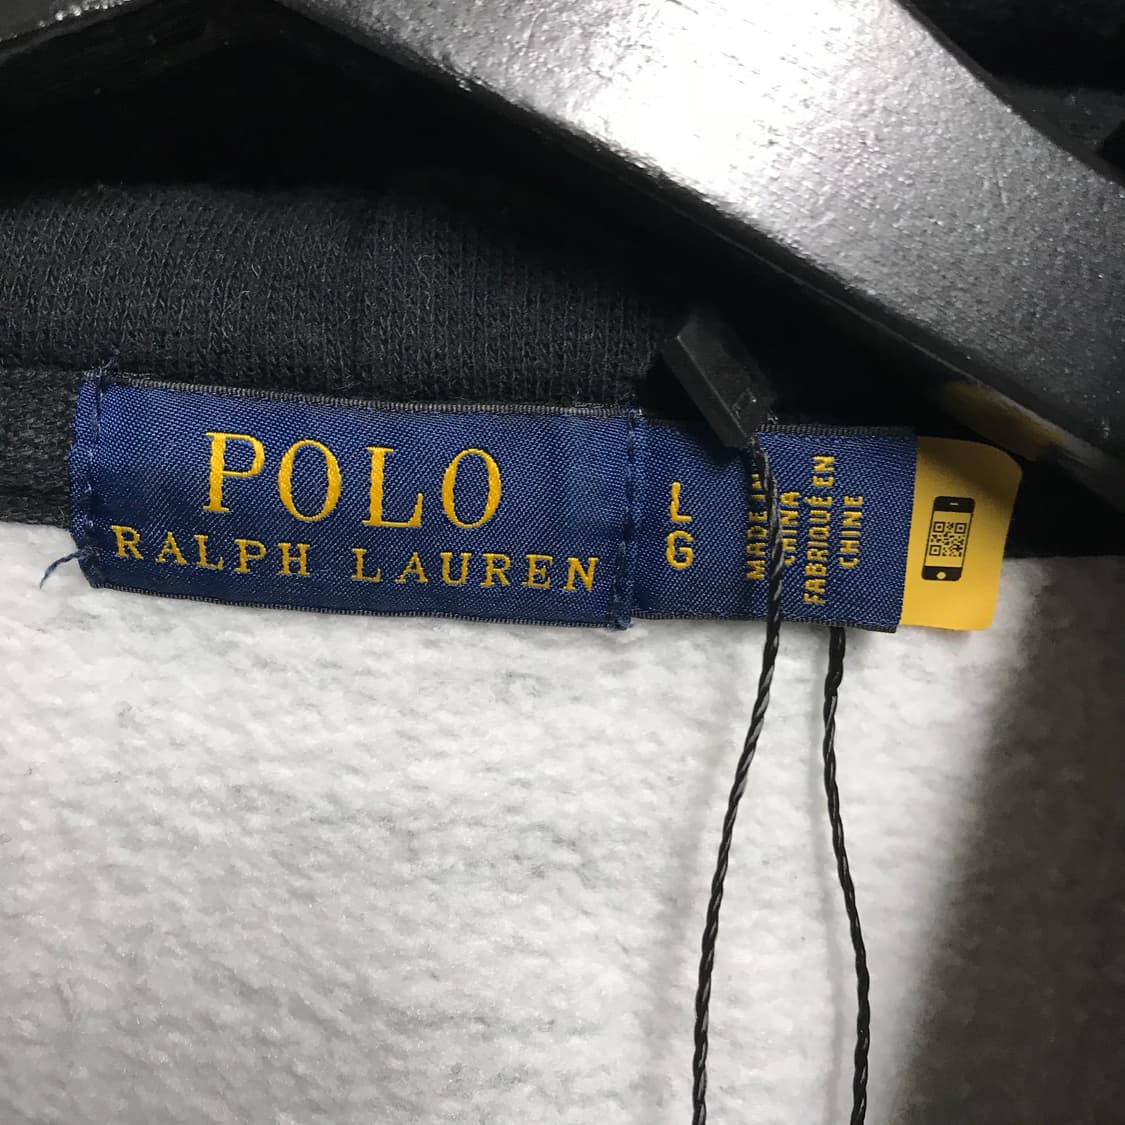 POLO
RALPH LAUREN
L
G
MADE IN
CHINA
FABRIQUÉ EN
CHINE